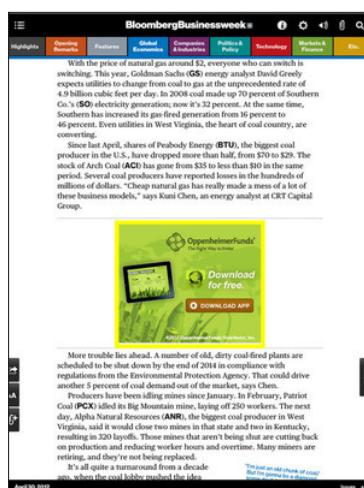 BloombergBusinessweek
Highlights
Opening Remarks
Features
Global Economics
Companies & Industries
Politics & Policy
Technology
Markets & Finance
Etc.
With the price of natural gas around $2, everyone who can switch is
switching. This year, Goldman Sachs (GS) energy analyst David Greely
expects utilities to change from coal to gas at the unprecedented rate of
4.9 billion cubic feet per day. In 2008 coal made up 70 percent of Southern
Co.'s (SO) electricity generation; now it's 32 percent. At the same time,
Southern has increased its gas-fired generation from 16 percent to
46 percent. Even utilities in West Virginia, the heart of coal country, are
converting.
Since last April, shares of Peabody Energy (BTU), the biggest coal
producer in the U.S., have dropped more than half, from $70 to $29. The
stock of Arch Coal (ACI) has gone from $35 to less than $10 in the same
period. Several coal producers have reported losses in the hundreds of
millions of dollars. "Cheap natural gas has really made a mess of a lot of
these business models," says Kuni Chen, an energy analyst at CRT Capital
Group.
OppenheimerFunds
The Right Way to Invest
Download
for free.
DOWNLOAD APP
©2012 OppenheimerFunds Distributor, Inc.
More trouble lies ahead. A number of old, dirty coal-fired plants are
scheduled to be shut down by the end of 2014 in compliance with
regulations from the Environmental Protection Agency. That could drive
another 5 percent of coal demand out of the market, says Chen.
Producers have been idling mines since January. In February, Patriot
Coal (PCX) idled its Big Mountain mine, laying off 250 workers. The next
day, Alpha Natural Resources (ANR), the biggest coal producer in West
Virginia, said it would close two mines in that state and two in Kentucky,
resulting in 320 layoffs. Those mines that aren't being shut are cutting back
on production and reducing worker hours and overtime. Many miners are
retiring, and they're not being replaced.
It's all quite a turnaround from a decade
ago, when the coal lobby pushed the idea
"I'm just an old chunk of coal/
But I'm gonna be a diamond
April 30, 2012